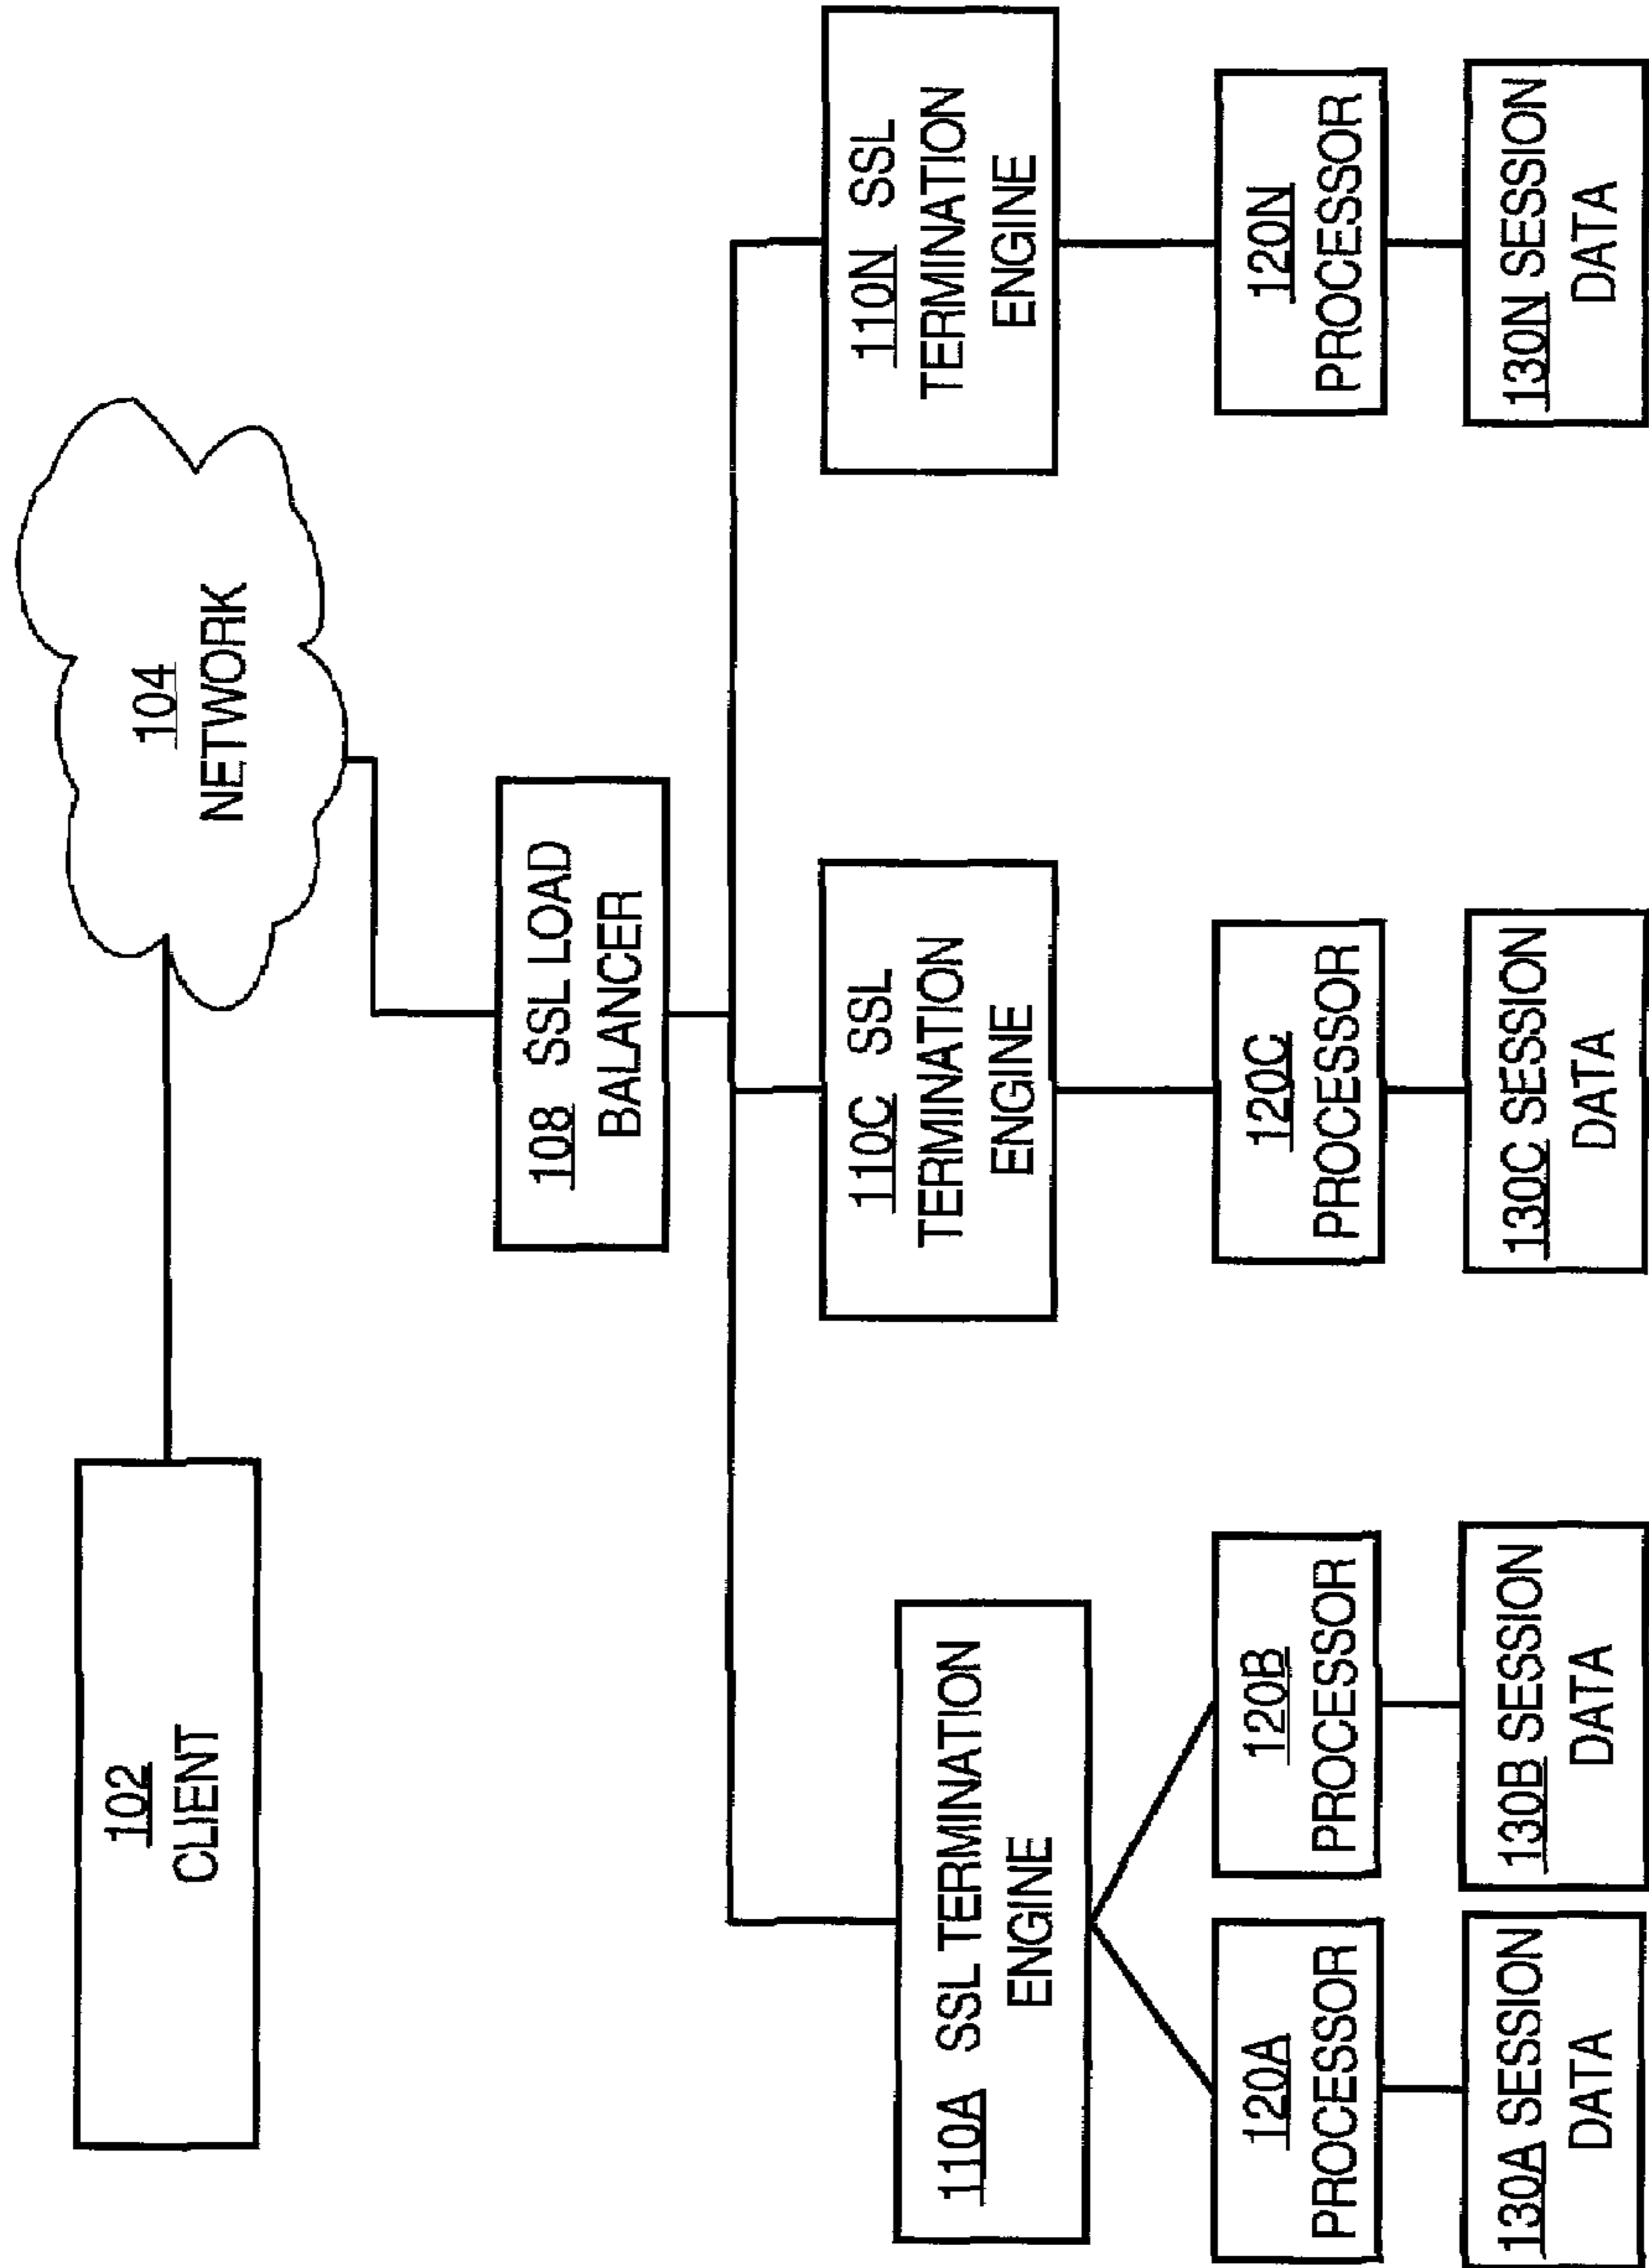 102
CLIENT
104
NETWORK
108 SSL LOAD
BALANCER
110A SSL TERMINATION
ENGINE
110C SSL
TERMINATION
ENGINE
110N SSL
TERMINATION
ENGINE
120A
PROCESSOR
120B
PROCESSOR
120C
PROCESSOR
120N
PROCESSOR
130A SESSION
DATA
130B SESSION
DATA
130C SESSION
DATA
130N SESSION
DATA